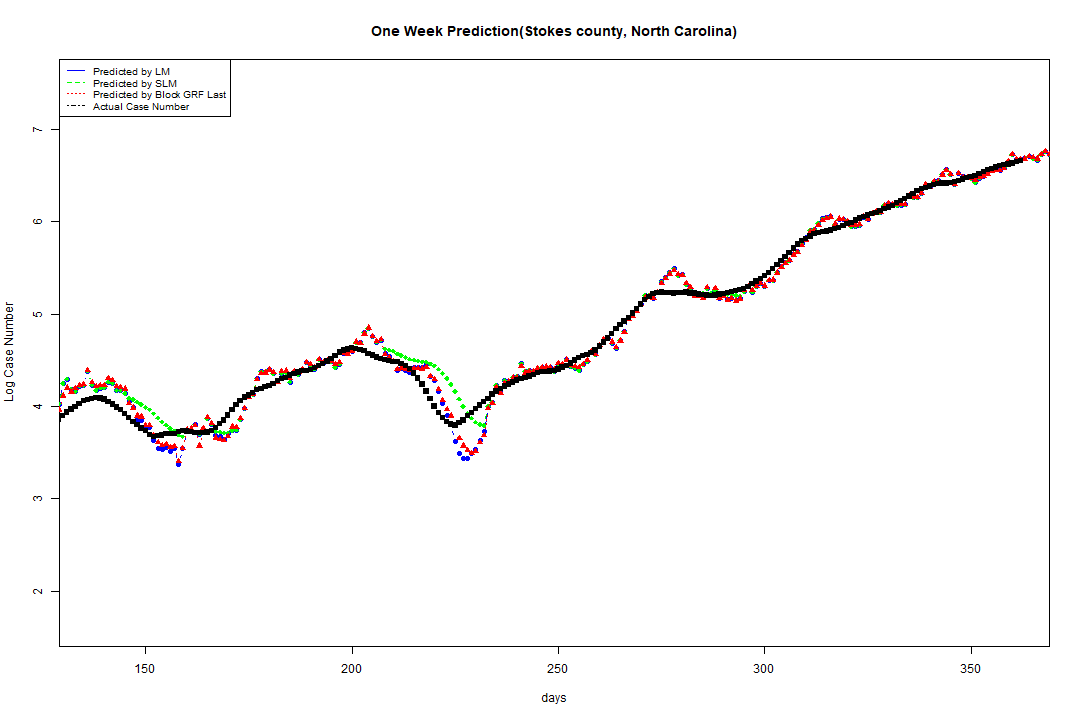 One Week Prediction(Stokes county, North Carolina)
Predicted by LM
Predicted by SLM
Predicted by Block GRF Last
Actual Case Number
Log Case Number
7
6
5
4
3
2
150
200
250
300
350
days